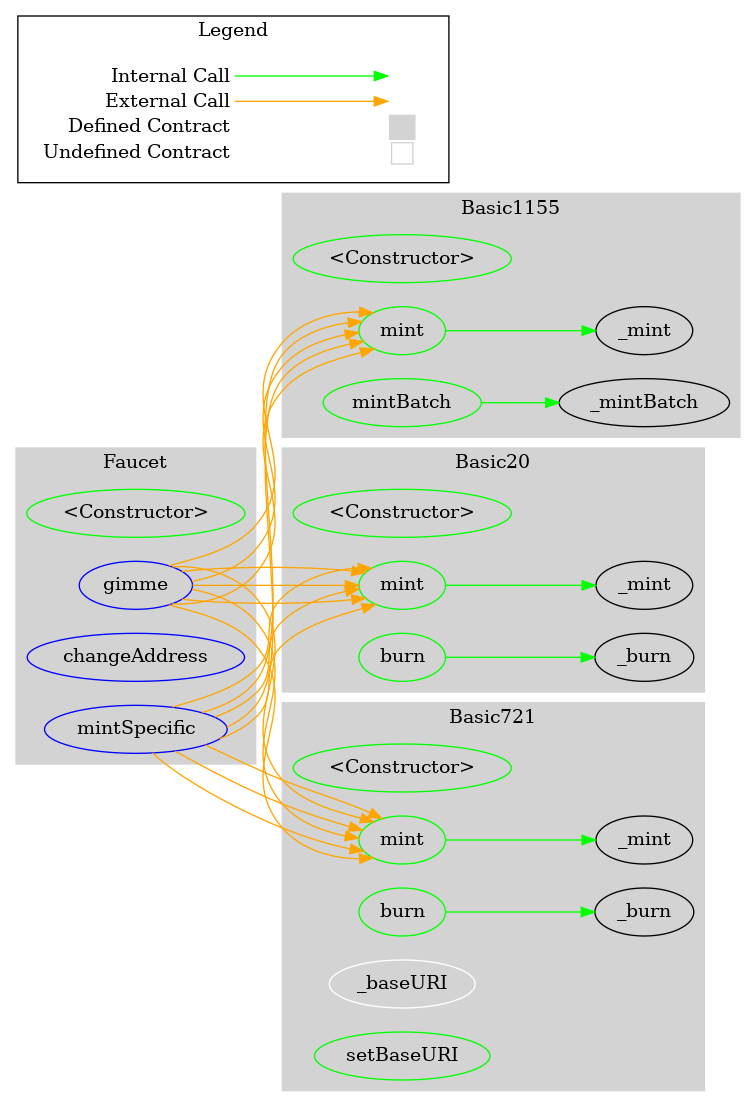 Legend
Internal Call
External Call
Defined Contract
Undefined Contract
Basic1155
<Constructor>
mint
_mint
mintBatch
_mintBatch
Faucet
<Constructor>
gimme
changeAddress
mintSpecific
Basic20
<Constructor>
mint
_mint
burn
_burn
Basic721
<Constructor>
mint
_mint
burn
_burn
_baseURI
setBaseURI